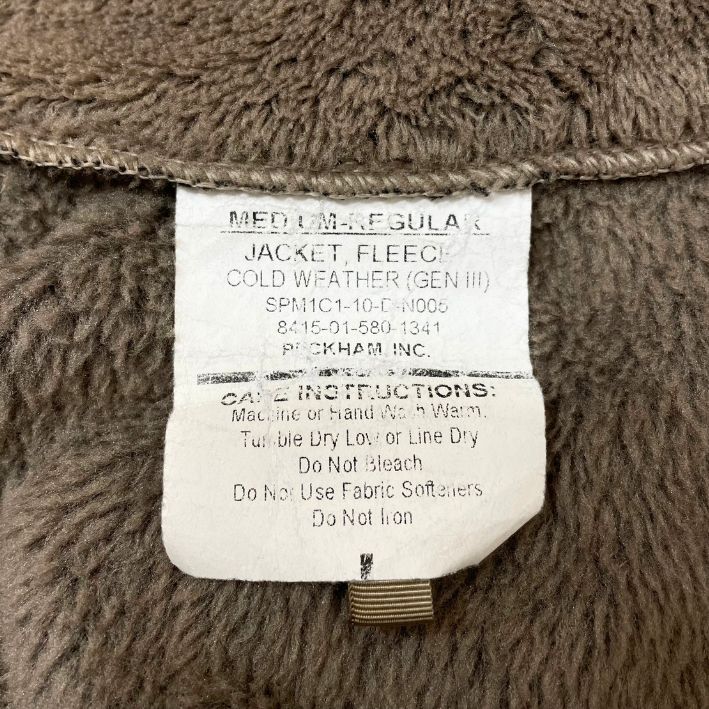 MEDIUM-REGULAR
JACKET, FLEECE
COLD WEATHER (GEN III)
SPM1C1-10-D-N005
8415-01-580-1341
PECKHAM, INC.
CARE INSTRUCTIONS:
Machine or Hand Wash Warm.
Tumble Dry Low or Line Dry
Do Not Bleach
Do Not Use Fabric Softeners
Do Not Iron